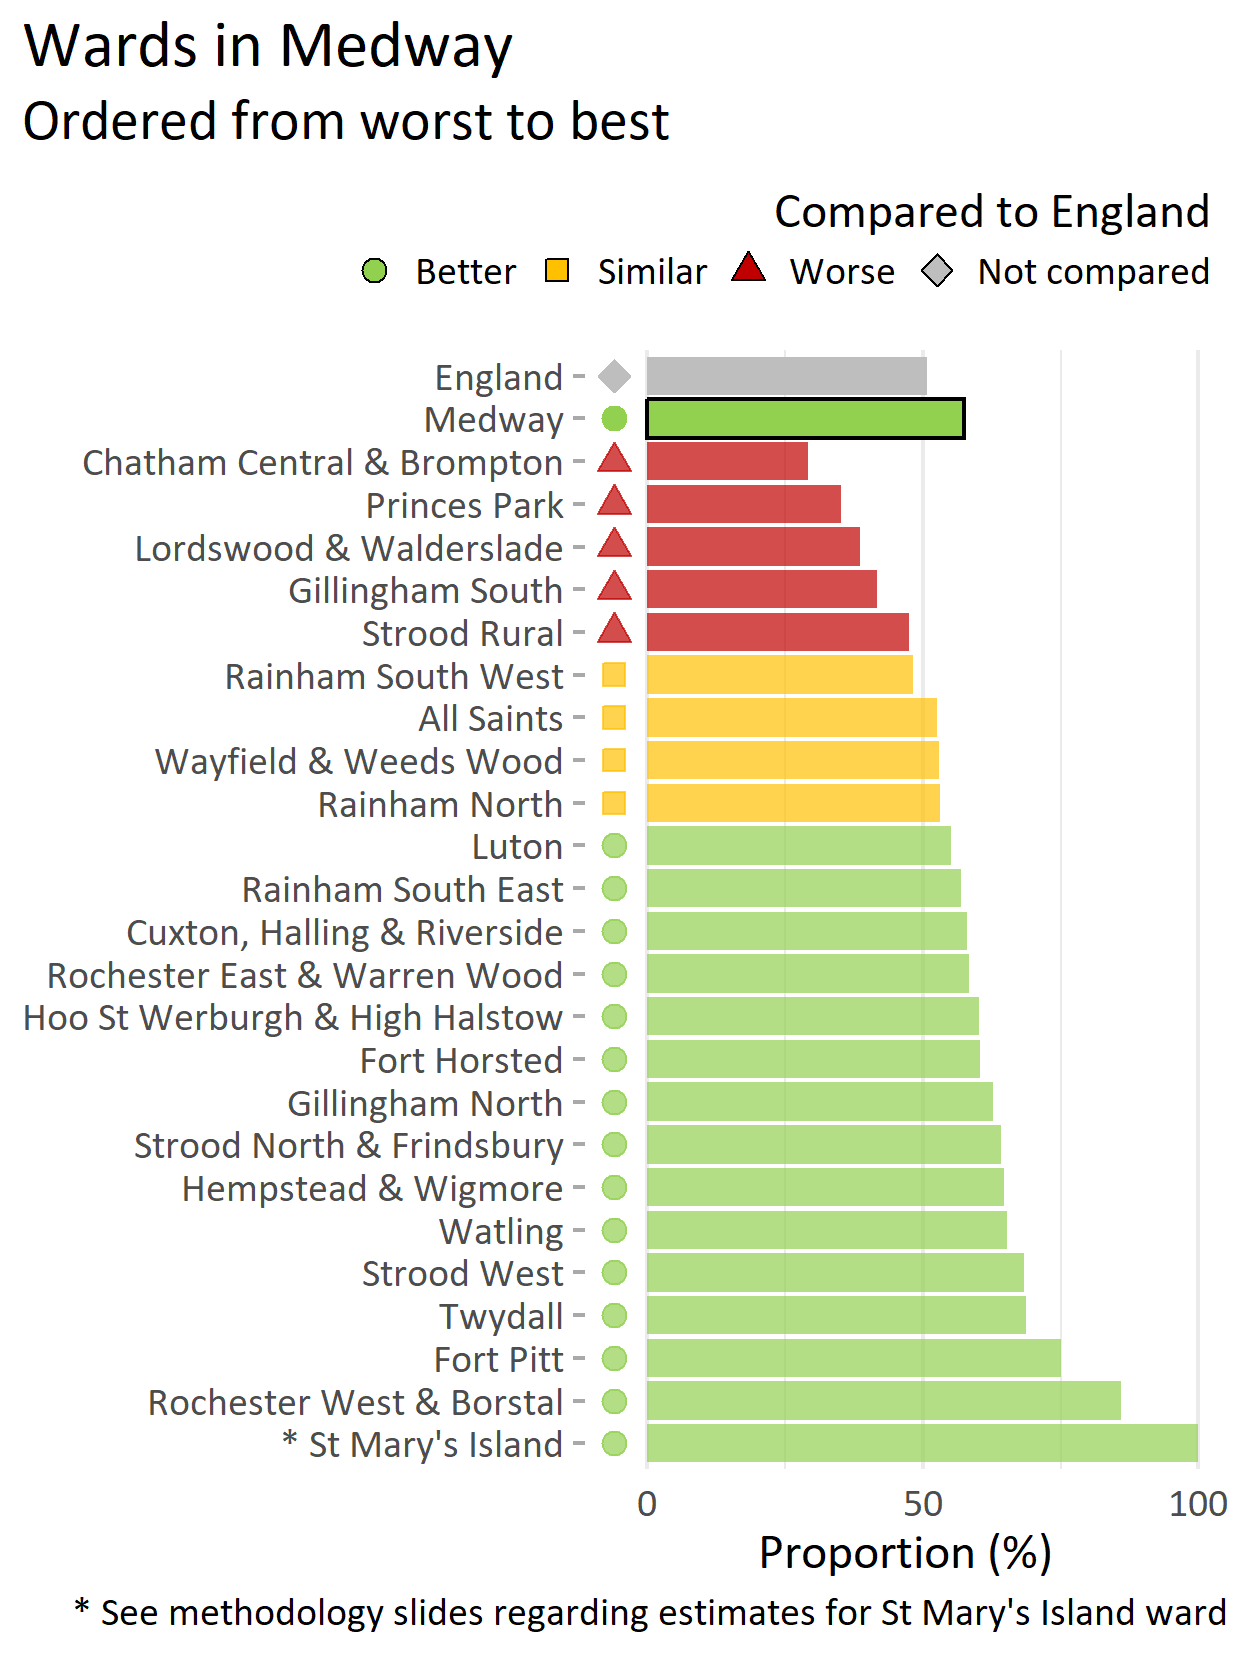 Wards in Medway
Ordered from worst to best
Compared to England
Better Similar Worse Not compared
England
Medway
Chatham Central & Brompton
Princes Park
Lordswood & Walderslade
Gillingham South
Strood Rural
Rainham South West
All Saints
Wayfield & Weeds Wood
Rainham North
Luton
Rainham South East
Cuxton, Halling & Riverside
Rochester East & Warren Wood
Hoo St Werburgh & High Halstow
Fort Horsted
Gillingham North
Strood North & Frindsbury
Hempstead & Wigmore
Watling
Strood West
Twydall
Fort Pitt
Rochester West & Borstal
* St Mary's Island
0 50 100
Proportion (%)
* See methodology slides regarding estimates for St Mary's Island ward